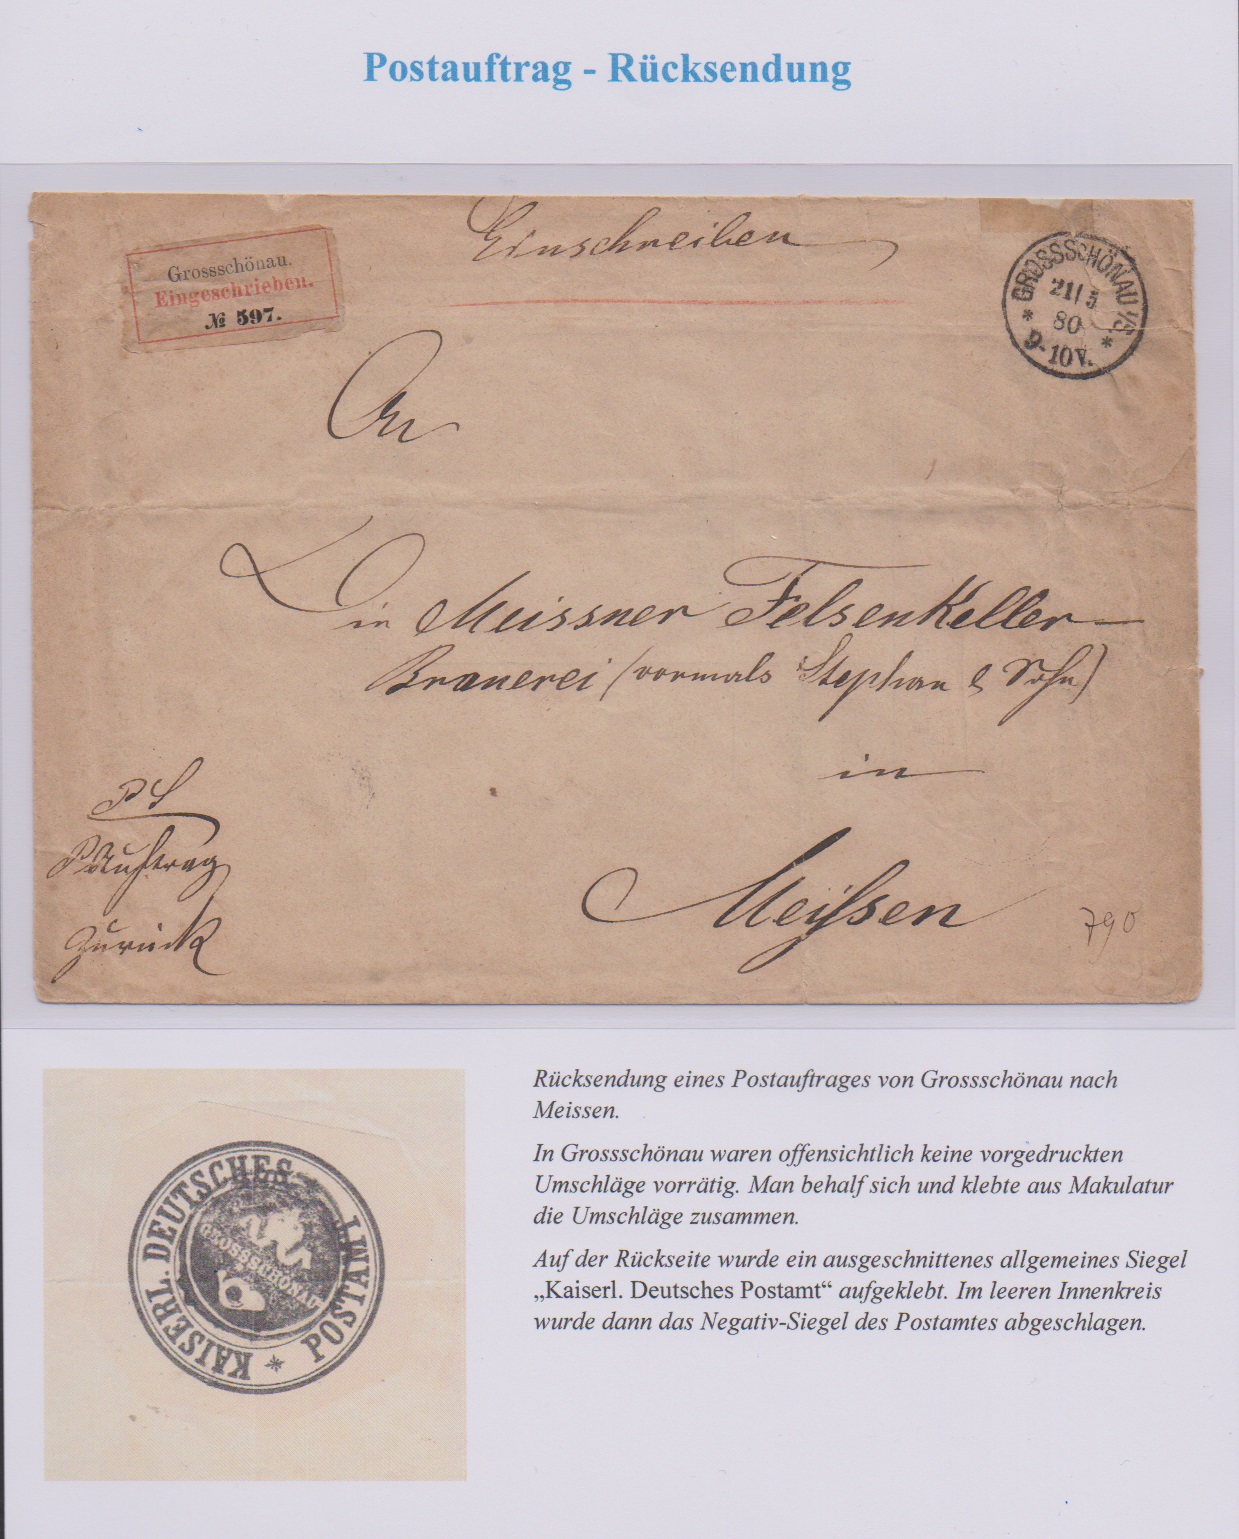 Postauftrag - Rücksendung
Grossschönau.
Eingeschrieben.
№ 597.
Einschreiben
GROSSSCHÖNAU i/S
21/5
80
9-10V.
An
Die Meissner Felsenkeller-
Brauerei (vormals Stephan & Sohn)
in
Meißen
790
PS
PAuftrag
zurück
KAISERL. DEUTSCHES POSTAMT
GROSSSCHÖNAU
Rücksendung eines Postauftrages von Grossschönau nach
Meissen.
In Grossschönau waren offensichtlich keine vorgedruckten
Umschläge vorrätig. Man behalf sich und klebte aus Makulatur
die Umschläge zusammen.
Auf der Rückseite wurde ein ausgeschnittenes allgemeines Siegel
„Kaiserl. Deutsches Postamt“ aufgeklebt. Im leeren Innenkreis
wurde dann das Negativ-Siegel des Postamtes abgeschlagen.